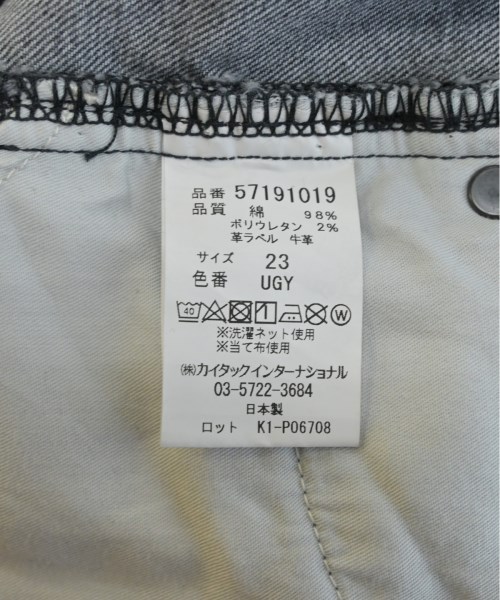 品番 57191019
品質 綿 98%
ポリウレタン 2%
革ラベル 牛革
サイズ 23
色番 UGY
40 W
※洗濯ネット使用
※当て布使用
㈱カイタックインターナショナル
03-5722-3684
日本製
ロット K1-P06708